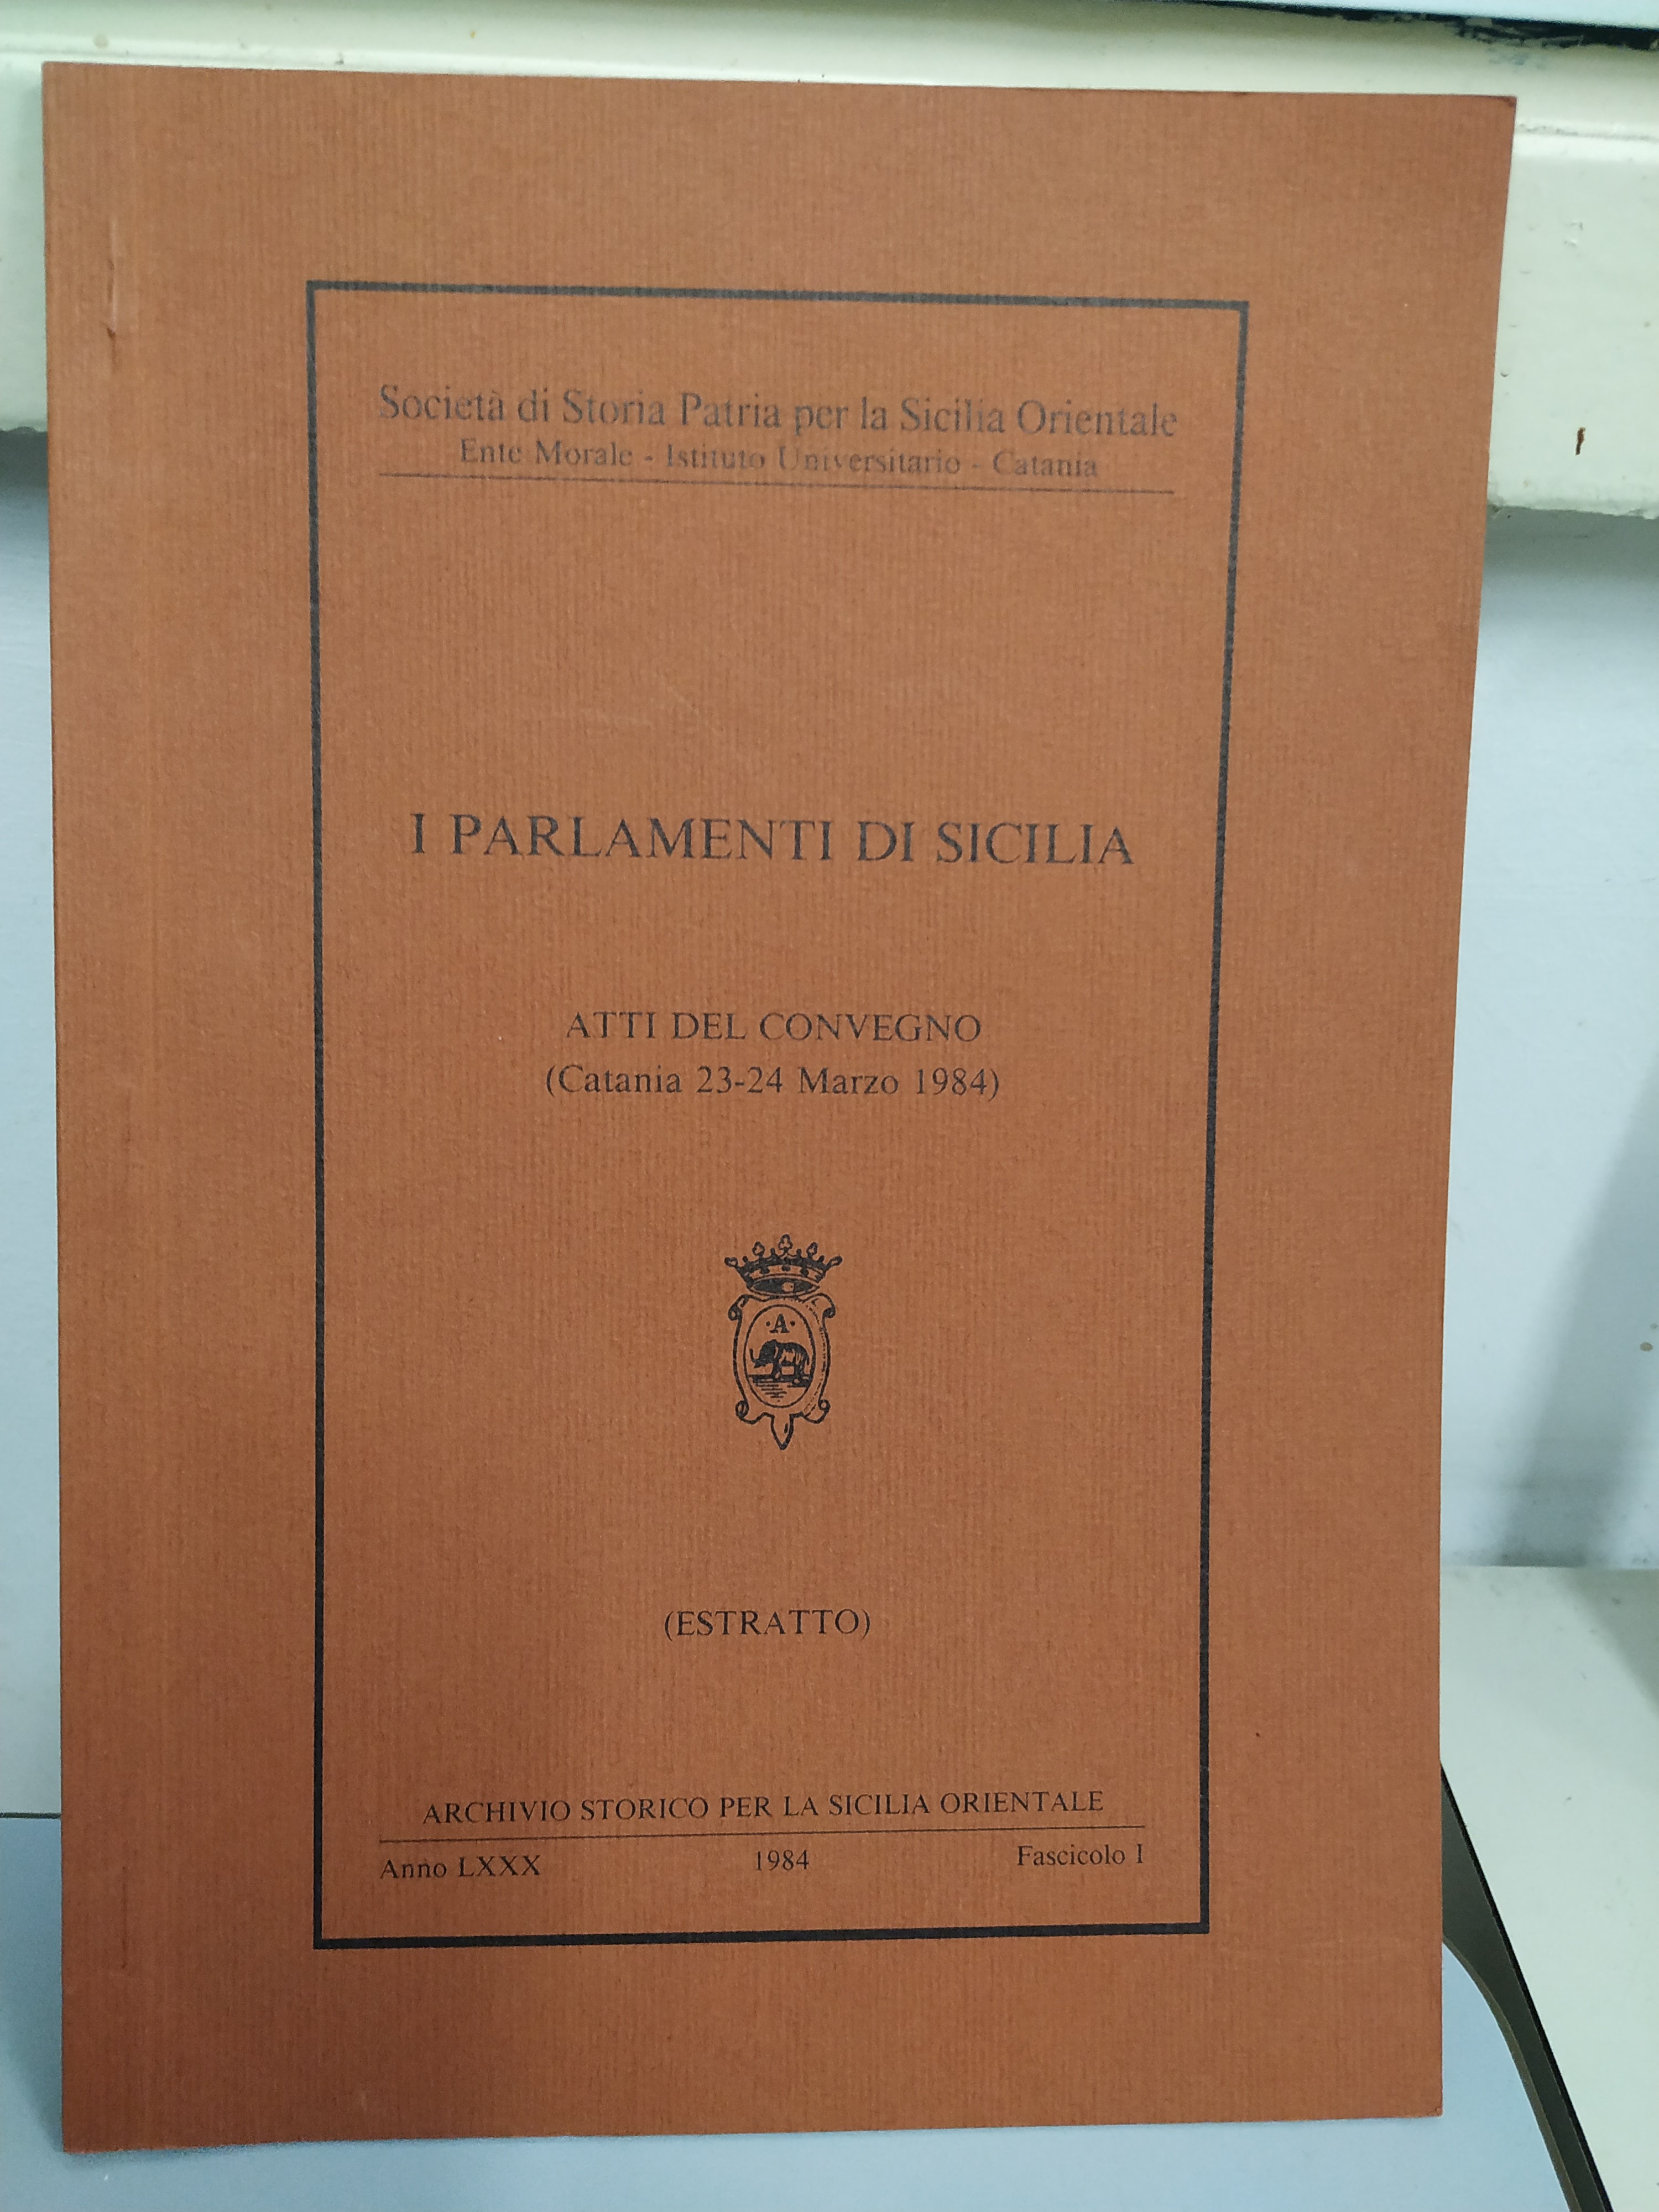 Società di Storia Patria per la Sicilia Orientale
Ente Morale - Istituto Universitario - Catania
I PARLAMENTI DI SICILIA
ATTI DEL CONVEGNO
(Catania 23-24 Marzo 1984)
·A·
(ESTRATTO)
ARCHIVIO STORICO PER LA SICILIA ORIENTALE
Anno LXXX 1984 Fascicolo I